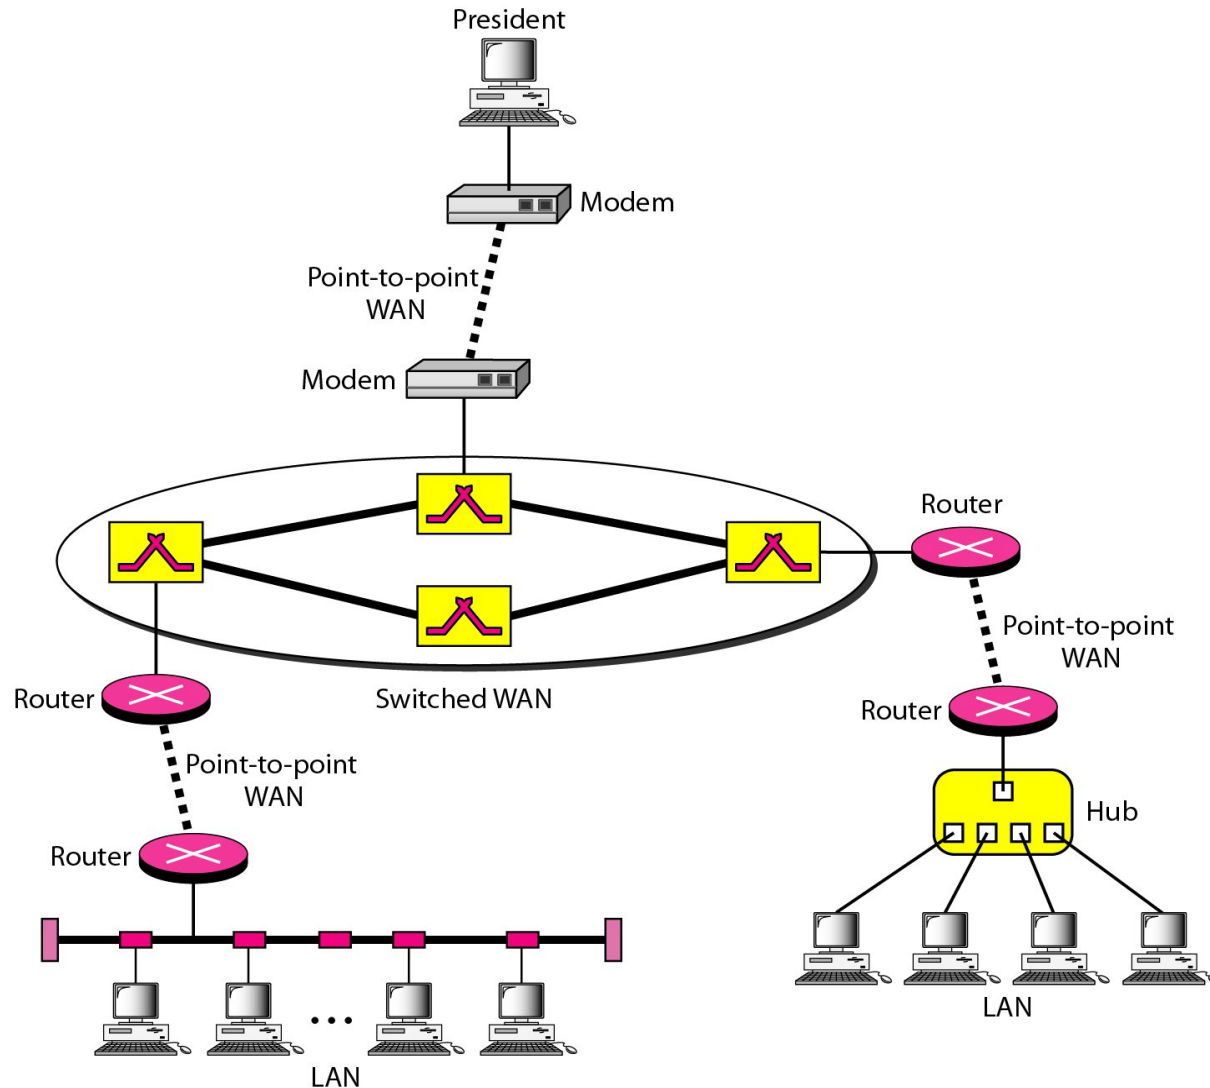 President
Modem
Point-to-point
WAN
Modem
Router
Point-to-point
WAN
Router
Switched WAN
Router
Point-to-point
WAN
Hub
Router
LAN
LAN